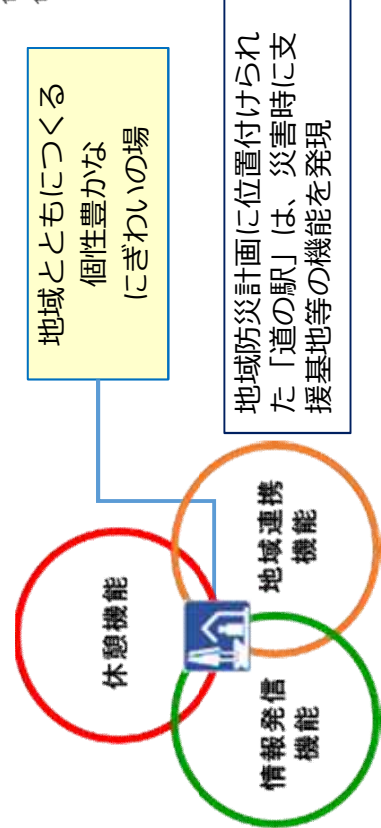 休憩機能
情報発信
機能
地域連携
機能
地域とともにつくる
個性豊かな
にぎわいの場
地域防災計画に位置付けられ
た「道の駅」は、災害時に支
援基地等の機能を発現